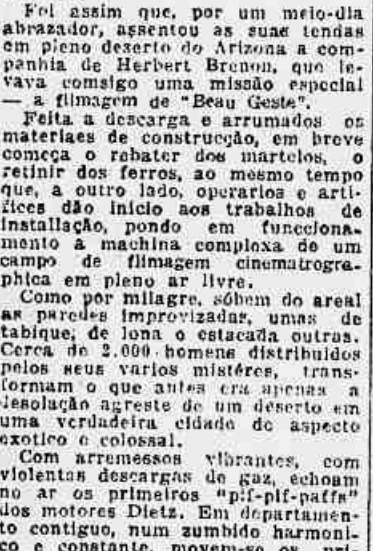 Foi assim que, por um meio-dia
abrazador, assentou as suas tendas
em pleno deserto do Arizona a com-
panhia de Herbert Brenon, que le-
vava comsigo uma missão especial
— a filmagem de "Beau Geste".
Feita a descarga e arrumados os
materiaes de construcção, em breve
começa o rebater dos martelos, o
retinir dos ferros, ao mesmo tempo
que, a outro lado, operarios e arti-
fices dão inicio aos trabalhos de
installação, pondo em funcciona-
mento a machina complexa de um
campo de filmagem cinematrogra-
phica em pleno ar livre.
Como por milagre, sóbem do areal
as paredes improvizadas, umas de
tabique, de lona e estacada outras.
Cerca de 2.000 homens distribuidos
pelos seus varios mistéres, trans-
formam o que antes era apenas a
desolação agreste de um deserto em
uma verdadeira cidade de aspecto
exotico e colossal.
Com arremessos vibrantes, com
violentas descargas de gaz, echoam
no ar os primeiros "pif-pif-paffs"
dos motores Dietz. Em departamen-
to contiguo, num zumbido harmoni-
co e constante, movem-se os